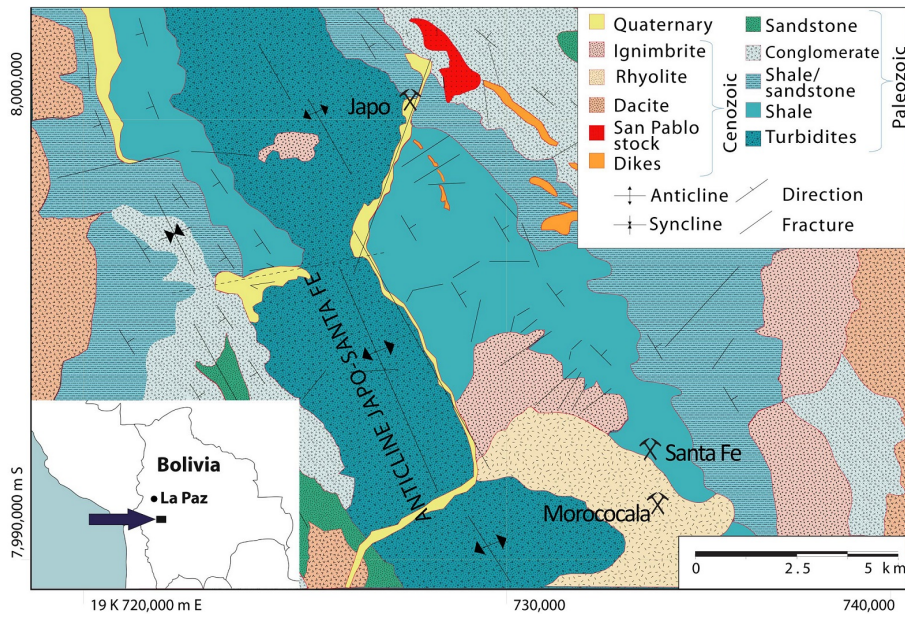 Quaternary
Ignimbrite
Rhyolite
Dacite
San Pablo
stock
Dikes
Cenozoic
Sandstone
Conglomerate
Shale/
sandstone
Shale
Turbidites
Paleozoic
Anticline
Direction
Syncline
Fracture
8,000,000
Japo
ANTICLINE JAPO-SANTA FE
Santa Fe
Morococala
Bolivia
La Paz
7,990,000 m S
0 2.5 5 km
19 K 720,000 m E
730,000
740,000